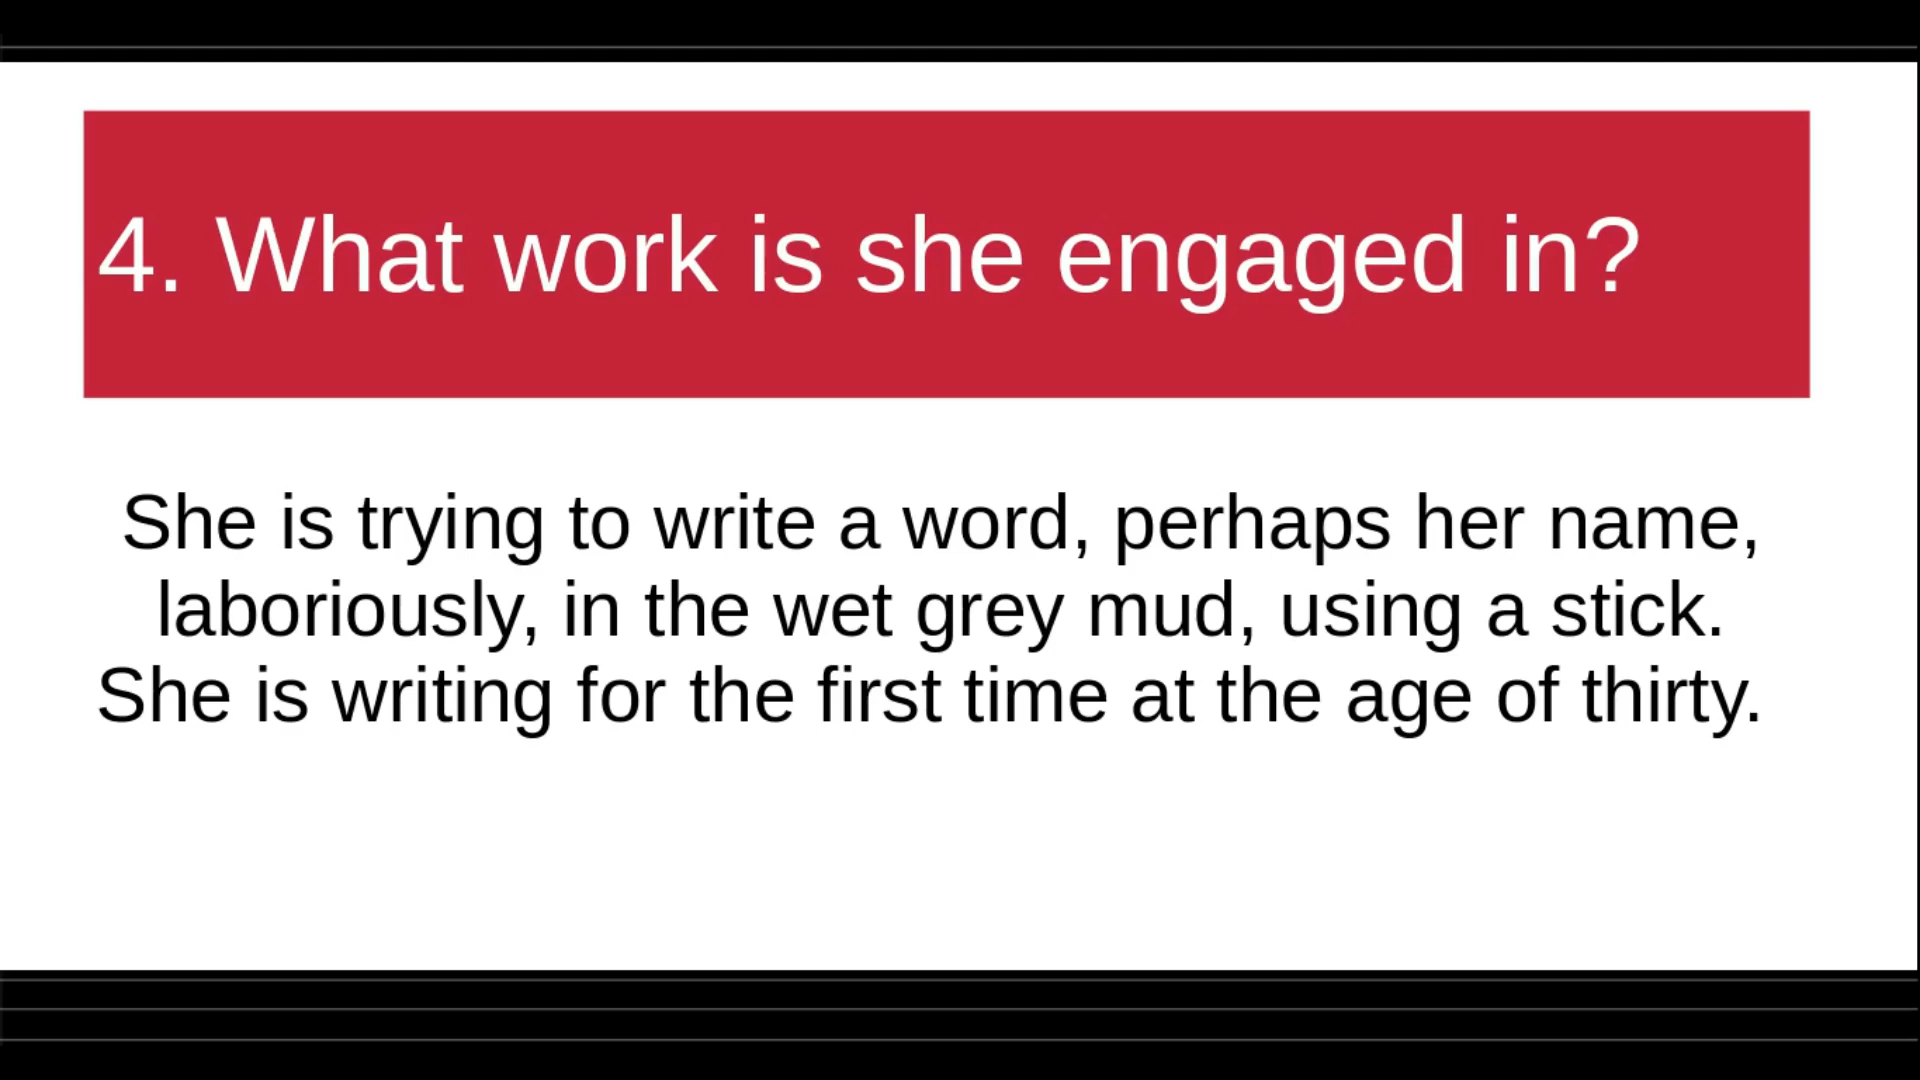 4. What work is she engaged in?
She is trying to write a word, perhaps her name,
laboriously, in the wet grey mud, using a stick.
She is writing for the first time at the age of thirty.